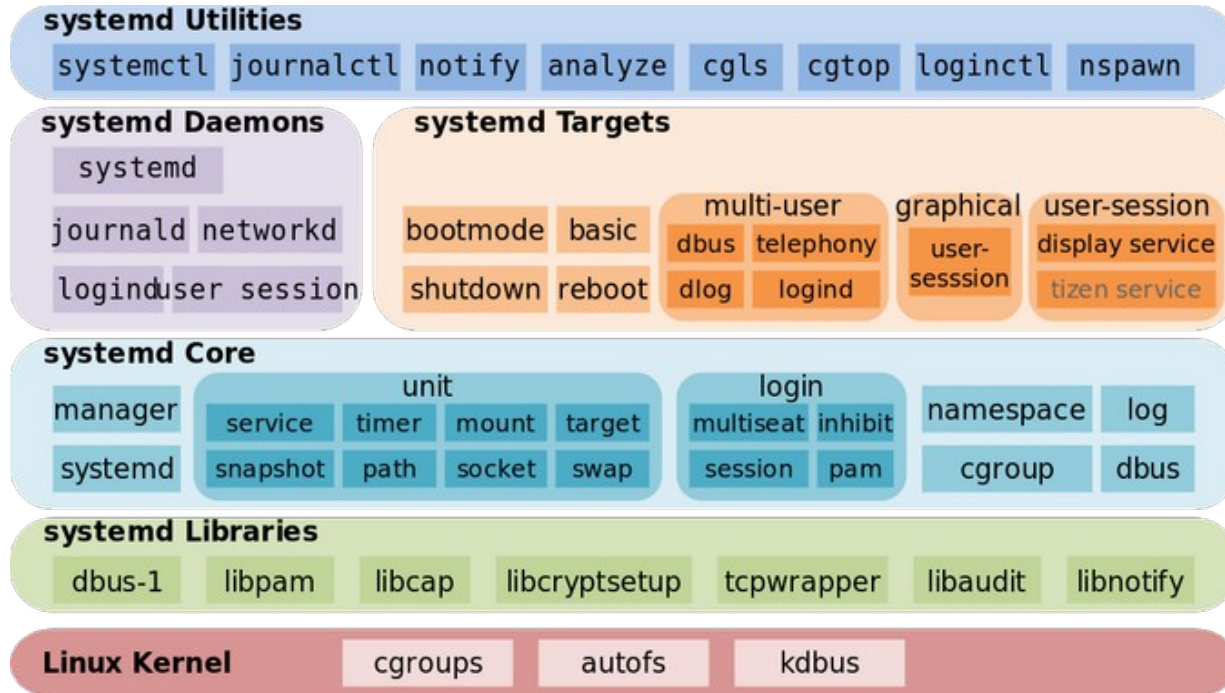 systemd Utilities
systemctl journalctl notify analyze cgls cgtop loginctl nspawn
systemd Daemons
systemd
journald networkd
logind user session
systemd Targets
bootmode basic
shutdown reboot
multi-user
dbus telephony
dlog logind
graphical
user-
sesssion
user-session
display service
tizen service
systemd Core
manager
systemd
unit
service timer mount target
snapshot path socket swap
login
multiseat inhibit
session pam
namespace log
cgroup dbus
systemd Libraries
dbus-1 libpam libcap libcryptsetup tcpwrapper libaudit libnotify
Linux Kernel cgroups autofs kdbus